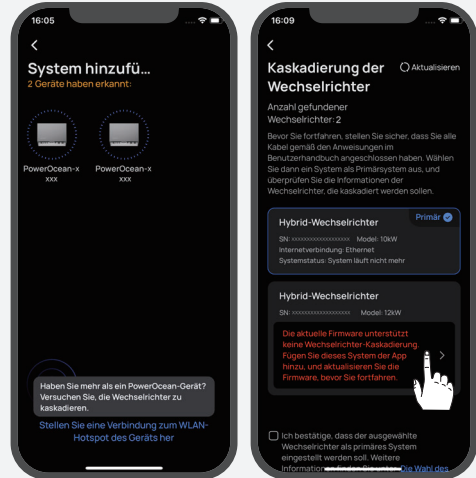 16:05
System hinzufü...
2 Geräte haben erkannt:
PowerOcean-x
xxx
PowerOcean-x
xxx
Haben Sie mehr als ein PowerOcean-Gerät?
Versuchen Sie, die Wechselrichter zu
kaskadieren.
Stellen Sie eine Verbindung zum WLAN-
Hotspot des Geräts her
16:09
Kaskadierung der
Wechselrichter
Aktualisieren
Anzahl gefundener
Wechselrichter: 2
Bevor Sie fortfahren, stellen Sie sicher, dass Sie alle
Kabel gemäß den Anweisungen im
Benutzerhandbuch angeschlossen haben. Wählen
Sie dann ein System als Primärsystem aus, und
überprüfen Sie die Informationen der
Wechselrichter, die kaskadiert werden sollen.
Primär
Hybrid-Wechselrichter
SN: xxxxxxxxxxxxxxxxxx Model: 10kW
Internetverbindung: Ethernet
Systemstatus: System läuft nicht mehr
Hybrid-Wechselrichter
SN: xxxxxxxxxxxxxxxxxx Model: 12kW
Die aktuelle Firmware unterstützt
keine Wechselrichter-Kaskadierung.
Fügen Sie dieses System der App
hinzu, und aktualisieren Sie die
Firmware, bevor Sie fortfahren.
Ich bestätige, dass der ausgewählte
Wechselrichter als primäres System
eingestellt werden soll. Weitere
Informationen finden Sie unter: Die Wahl des